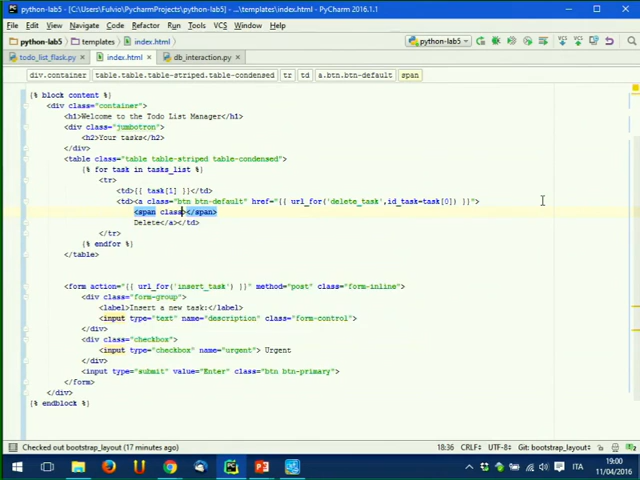 python-lab5 - [C:\Users\Fulvio\PycharmProjects\python-lab5] - ...\templates\index.html - PyCharm 2016.1.1
File Edit View Navigate Code Refactor Run Tools VCS Window Help
python-lab5 templates index.html python-lab5
todo_list_flask.py index.html db_interaction.py
div.container table.table.table-striped.table-condensed tr td a.btn.btn-default span
{% block content %}
<div class="container">
<h1>Welcome to the Todo List Manager</h1>
<div class="jumbotron">
<h2>Your tasks</h2>
</div>
<table class="table table-striped table-condensed">
{% for task in tasks_list %}
<tr>
<td>{{ task[1] }}</td>
<td><a class="btn btn-default" href="{{ url_for('delete_task',id_task=task[0]) }}">
<span class></span>
Delete</a></td>
</tr>
{% endfor %}
</table>
<form action="{{ url_for('insert_task') }}" method="post" class="form-inline">
<div class="form-group">
<label>Insert a new task:</label>
<input type="text" name="description" class="form-control">
</div>
<div class="checkbox">
<input type="checkbox" name="urgent"> Urgent
</div>
<input type="submit" value="Enter" class="btn btn-primary">
</form>
</div>
{% endblock %}
Checked out bootstrap_layout (17 minutes ago) 18:36 CRLF UTF-8 Git: bootstrap_layout
ITA 19:00
11/04/2016